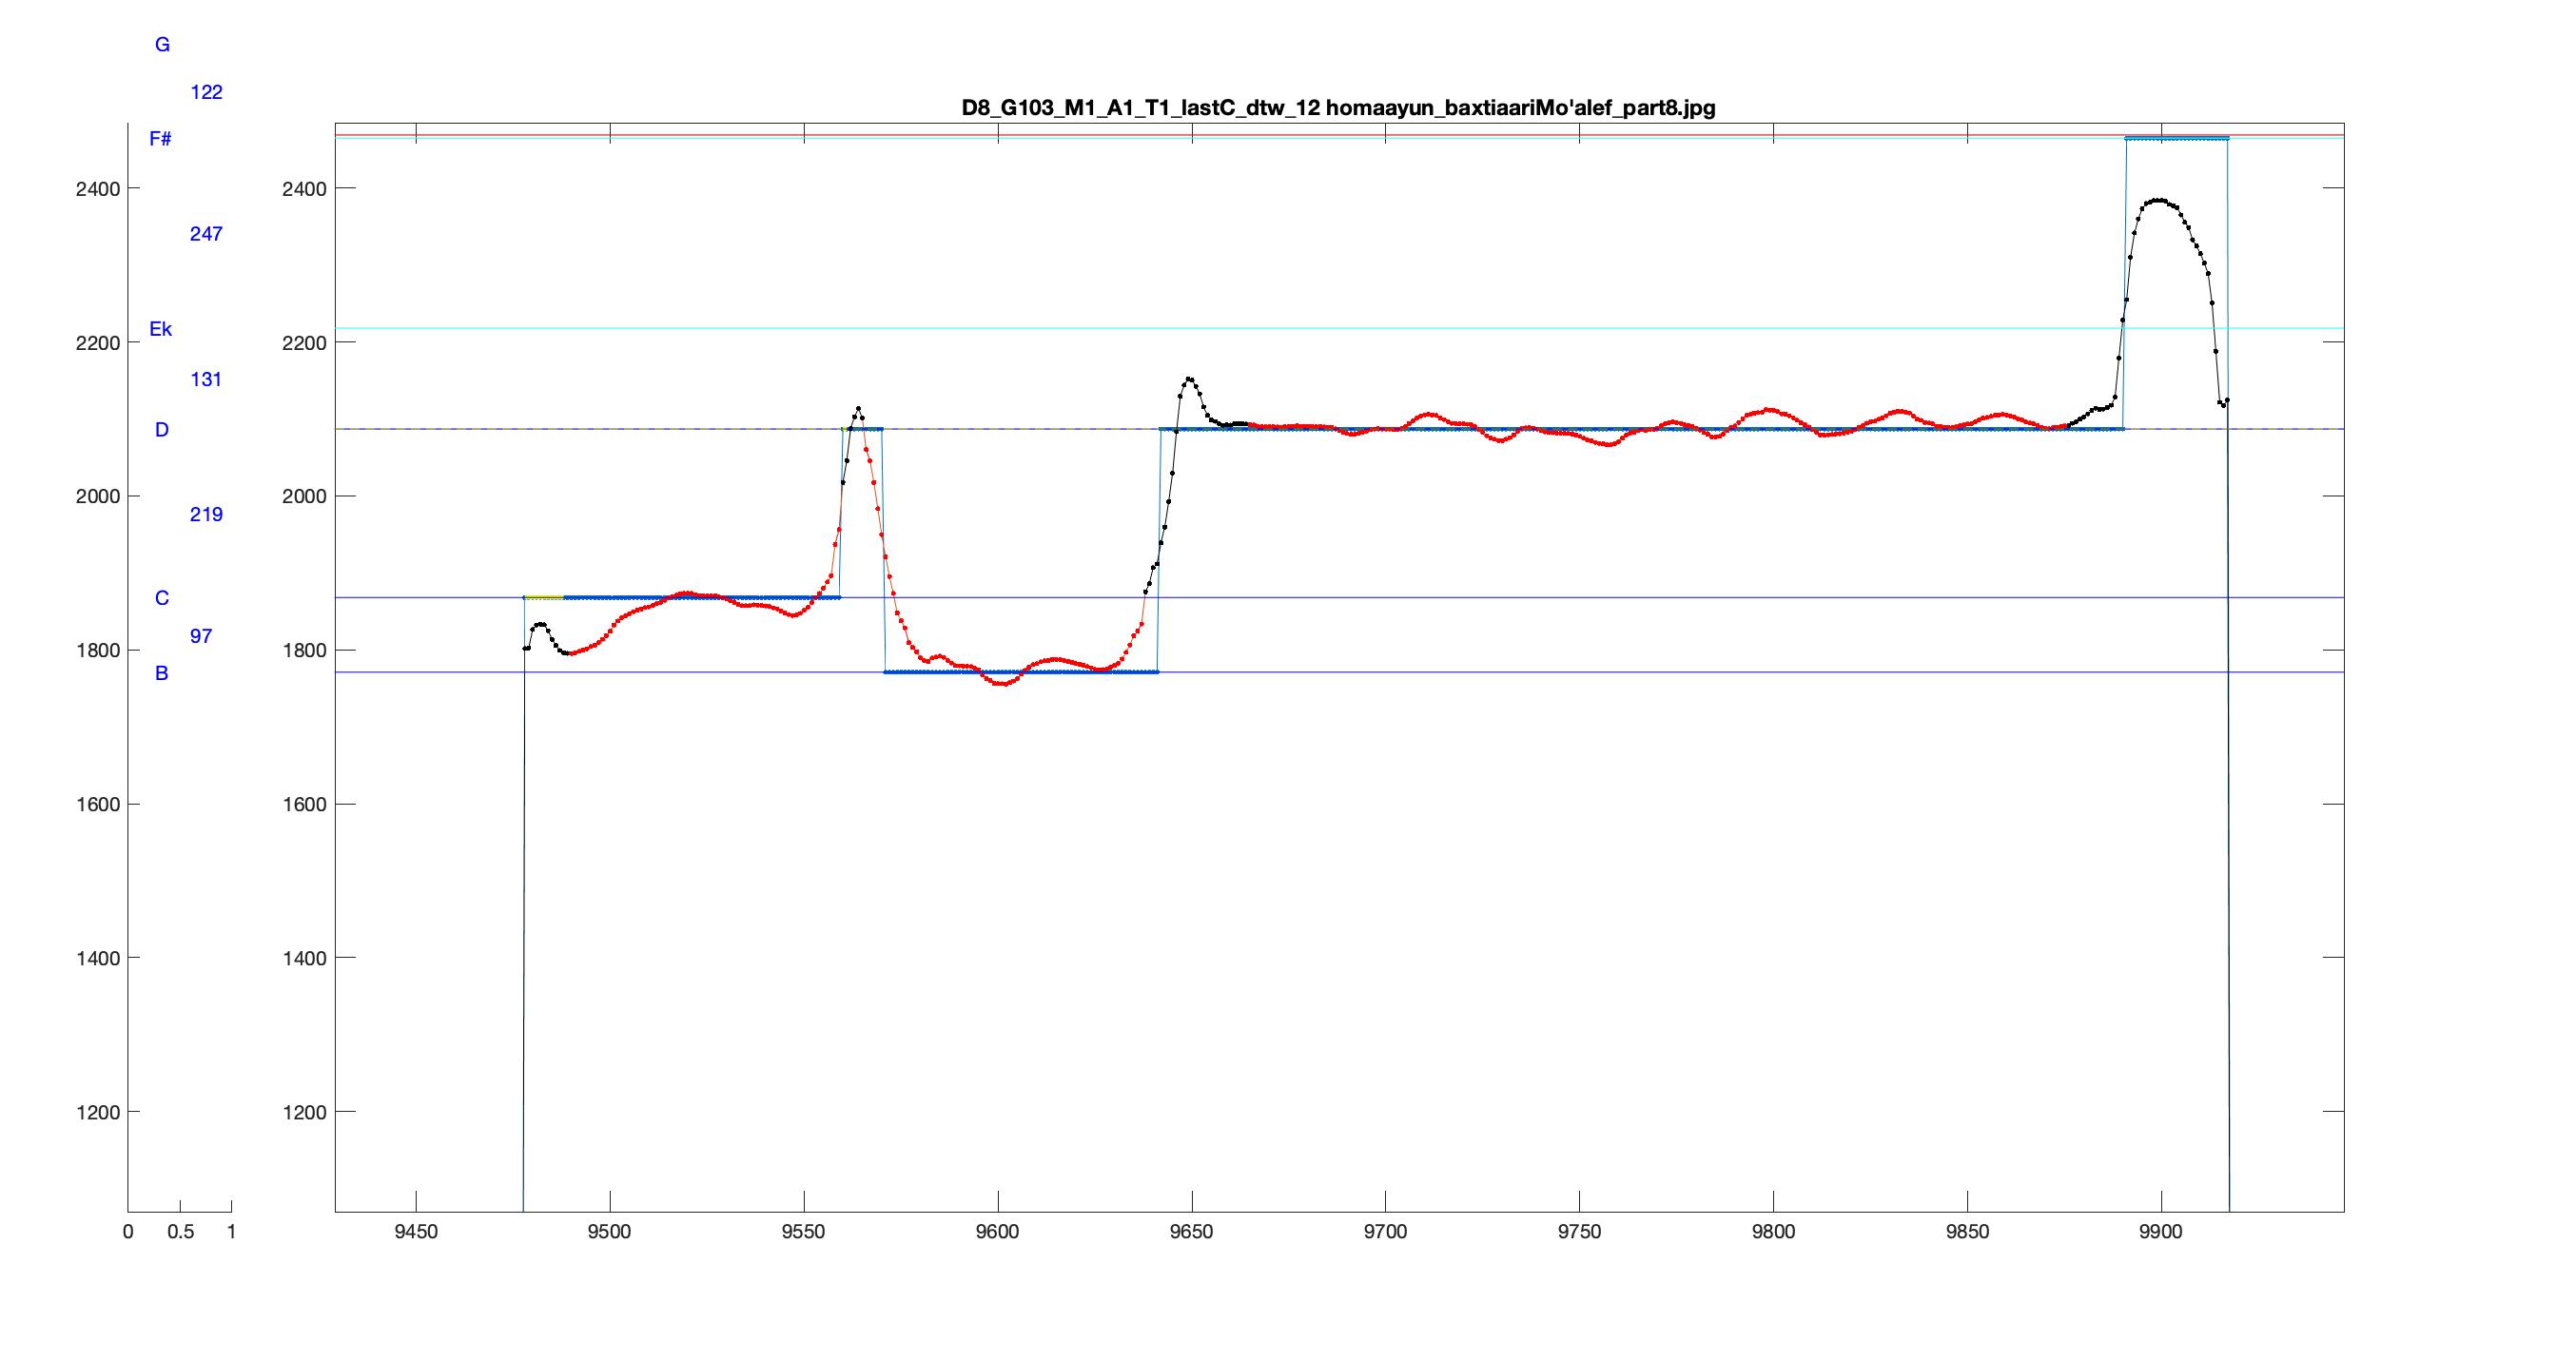 G
122
D8_G103_M1_A1_T1_lastC_dtw_12 homaayun_baxtiaariMo'alef_part8.jpg
F#
2400 2400
247
Ek
2200 2200
131
D
2000 2000
219
C
97
1800 1800
B
1600 1600
1400 1400
1200 1200
0 0.5 1 9450 9500 9550 9600 9650 9700 9750 9800 9850 9900